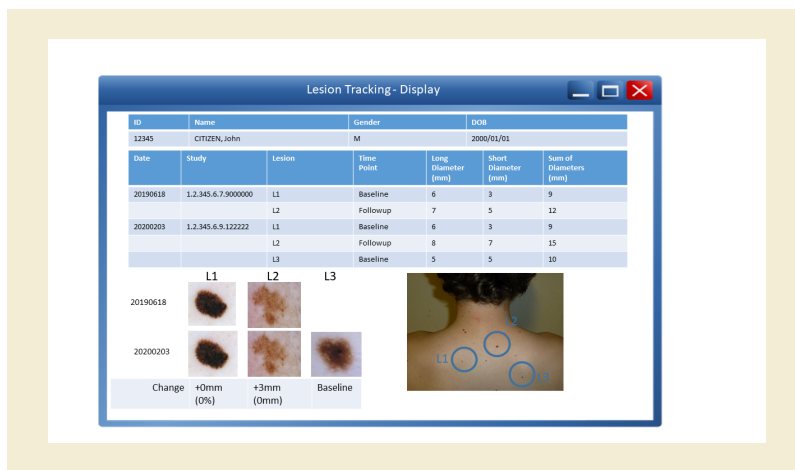 Lesion Tracking - Display
ID Name Gender DOB
12345 CITIZEN, John M 2000/01/01
Date Study Lesion Time Point Long Diameter (mm) Short Diameter (mm) Sum of Diameters (mm)
20190618 1.2.345.6.7.9000000 L1 Baseline 6 3 9
L2 Followup 7 5 12
20200203 1.2.345.6.9.122222 L1 Baseline 6 3 9
L2 Followup 8 7 15
L3 Baseline 5 5 10
L1 L2 L3
20190618
20200203
Change +0mm (0%) +3mm (0mm) Baseline
L2
L1